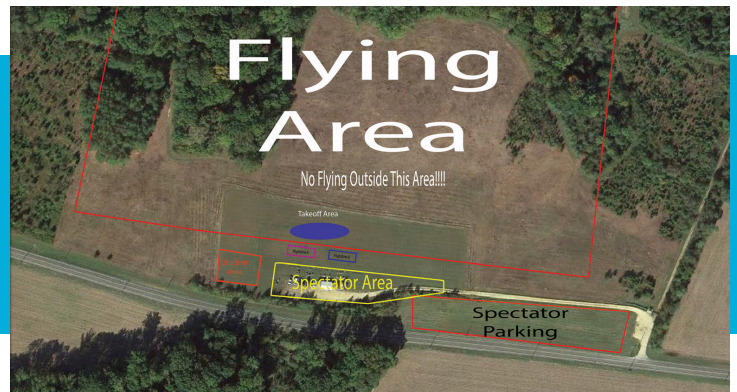 Flying
Area
No Flying Outside This Area!!!!
Takeoff Area
Spectator Area
Spectator
Parking